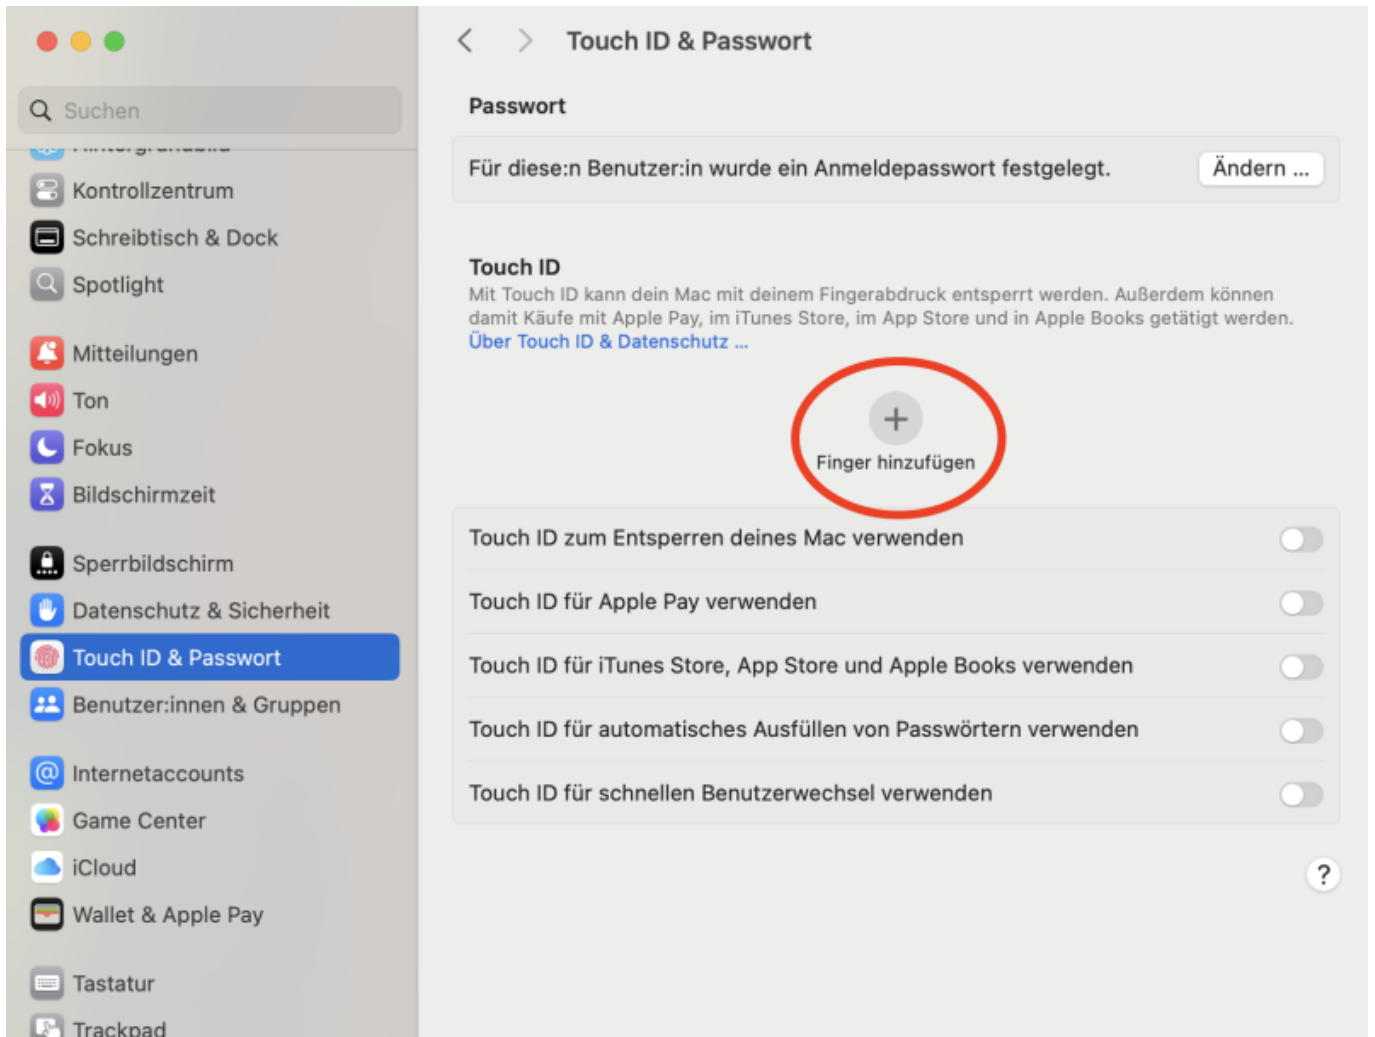 Suchen
Hintergrundbild
Kontrollzentrum
Schreibtisch & Dock
Spotlight
Mitteilungen
Ton
Fokus
Bildschirmzeit
Sperrbildschirm
Datenschutz & Sicherheit
Touch ID & Passwort
Benutzer:innen & Gruppen
Internetaccounts
Game Center
iCloud
Wallet & Apple Pay
Tastatur
Trackpad
Touch ID & Passwort
Passwort
Für diese:n Benutzer:in wurde ein Anmeldepasswort festgelegt.
Ändern ...
Touch ID
Mit Touch ID kann dein Mac mit deinem Fingerabdruck entsperrt werden. Außerdem können
damit Käufe mit Apple Pay, im iTunes Store, im App Store und in Apple Books getätigt werden.
Über Touch ID & Datenschutz ...
+
Finger hinzufügen
Touch ID zum Entsperren deines Mac verwenden
Touch ID für Apple Pay verwenden
Touch ID für iTunes Store, App Store und Apple Books verwenden
Touch ID für automatisches Ausfüllen von Passwörtern verwenden
Touch ID für schnellen Benutzerwechsel verwenden
?